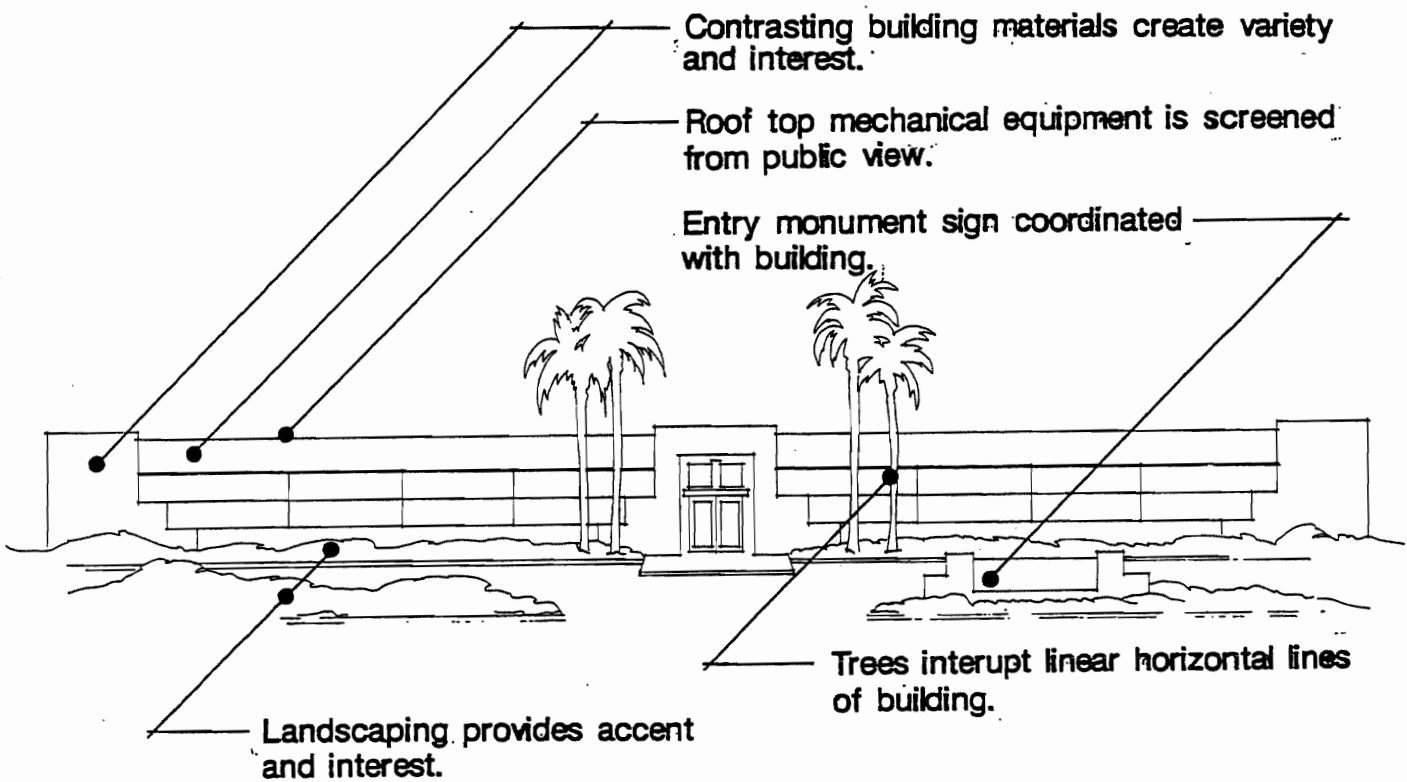 Contrasting building materials create variety
and interest.
Roof top mechanical equipment is screened
from public view.
Entry monument sign coordinated
with building.
Trees interupt linear horizontal lines
of building.
Landscaping provides accent
and interest.